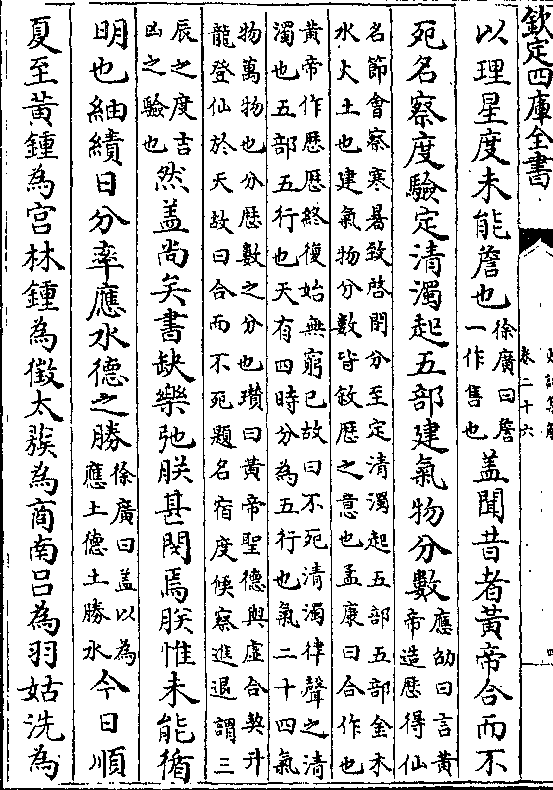 欽定四庫全書
卷二十六
以理星度未能詹也徐廣曰詹一作售也蓋聞昔者黃帝合而不
死名察度驗定清濁起五部建氣物分數應劭曰言黃帝造歷得仙
名節會察寒暑致啓閉分至定清濁起五部五部金木
水火土也建氣物分數皆敘歷之意也孟康曰合作也
黃帝作歷歷終復始無窮已故曰不死清濁律聲之清
濁也五部五行也天有四時分為五行也氣二十四氣
物萬物也分歷數之分也瓚曰黃帝聖德與虛合契升
龍登仙於天故曰合而不死題名宿度候察進退謂三
辰之度吉凶之驗也然蓋尚矣書缺樂弛朕甚閔焉朕惟未能循
明也紬績日分率應水德之勝徐廣曰蓋以為應土德土勝水今日順
夏至黃鍾為宮林鍾為徵太蔟為商南呂為羽姑洗為